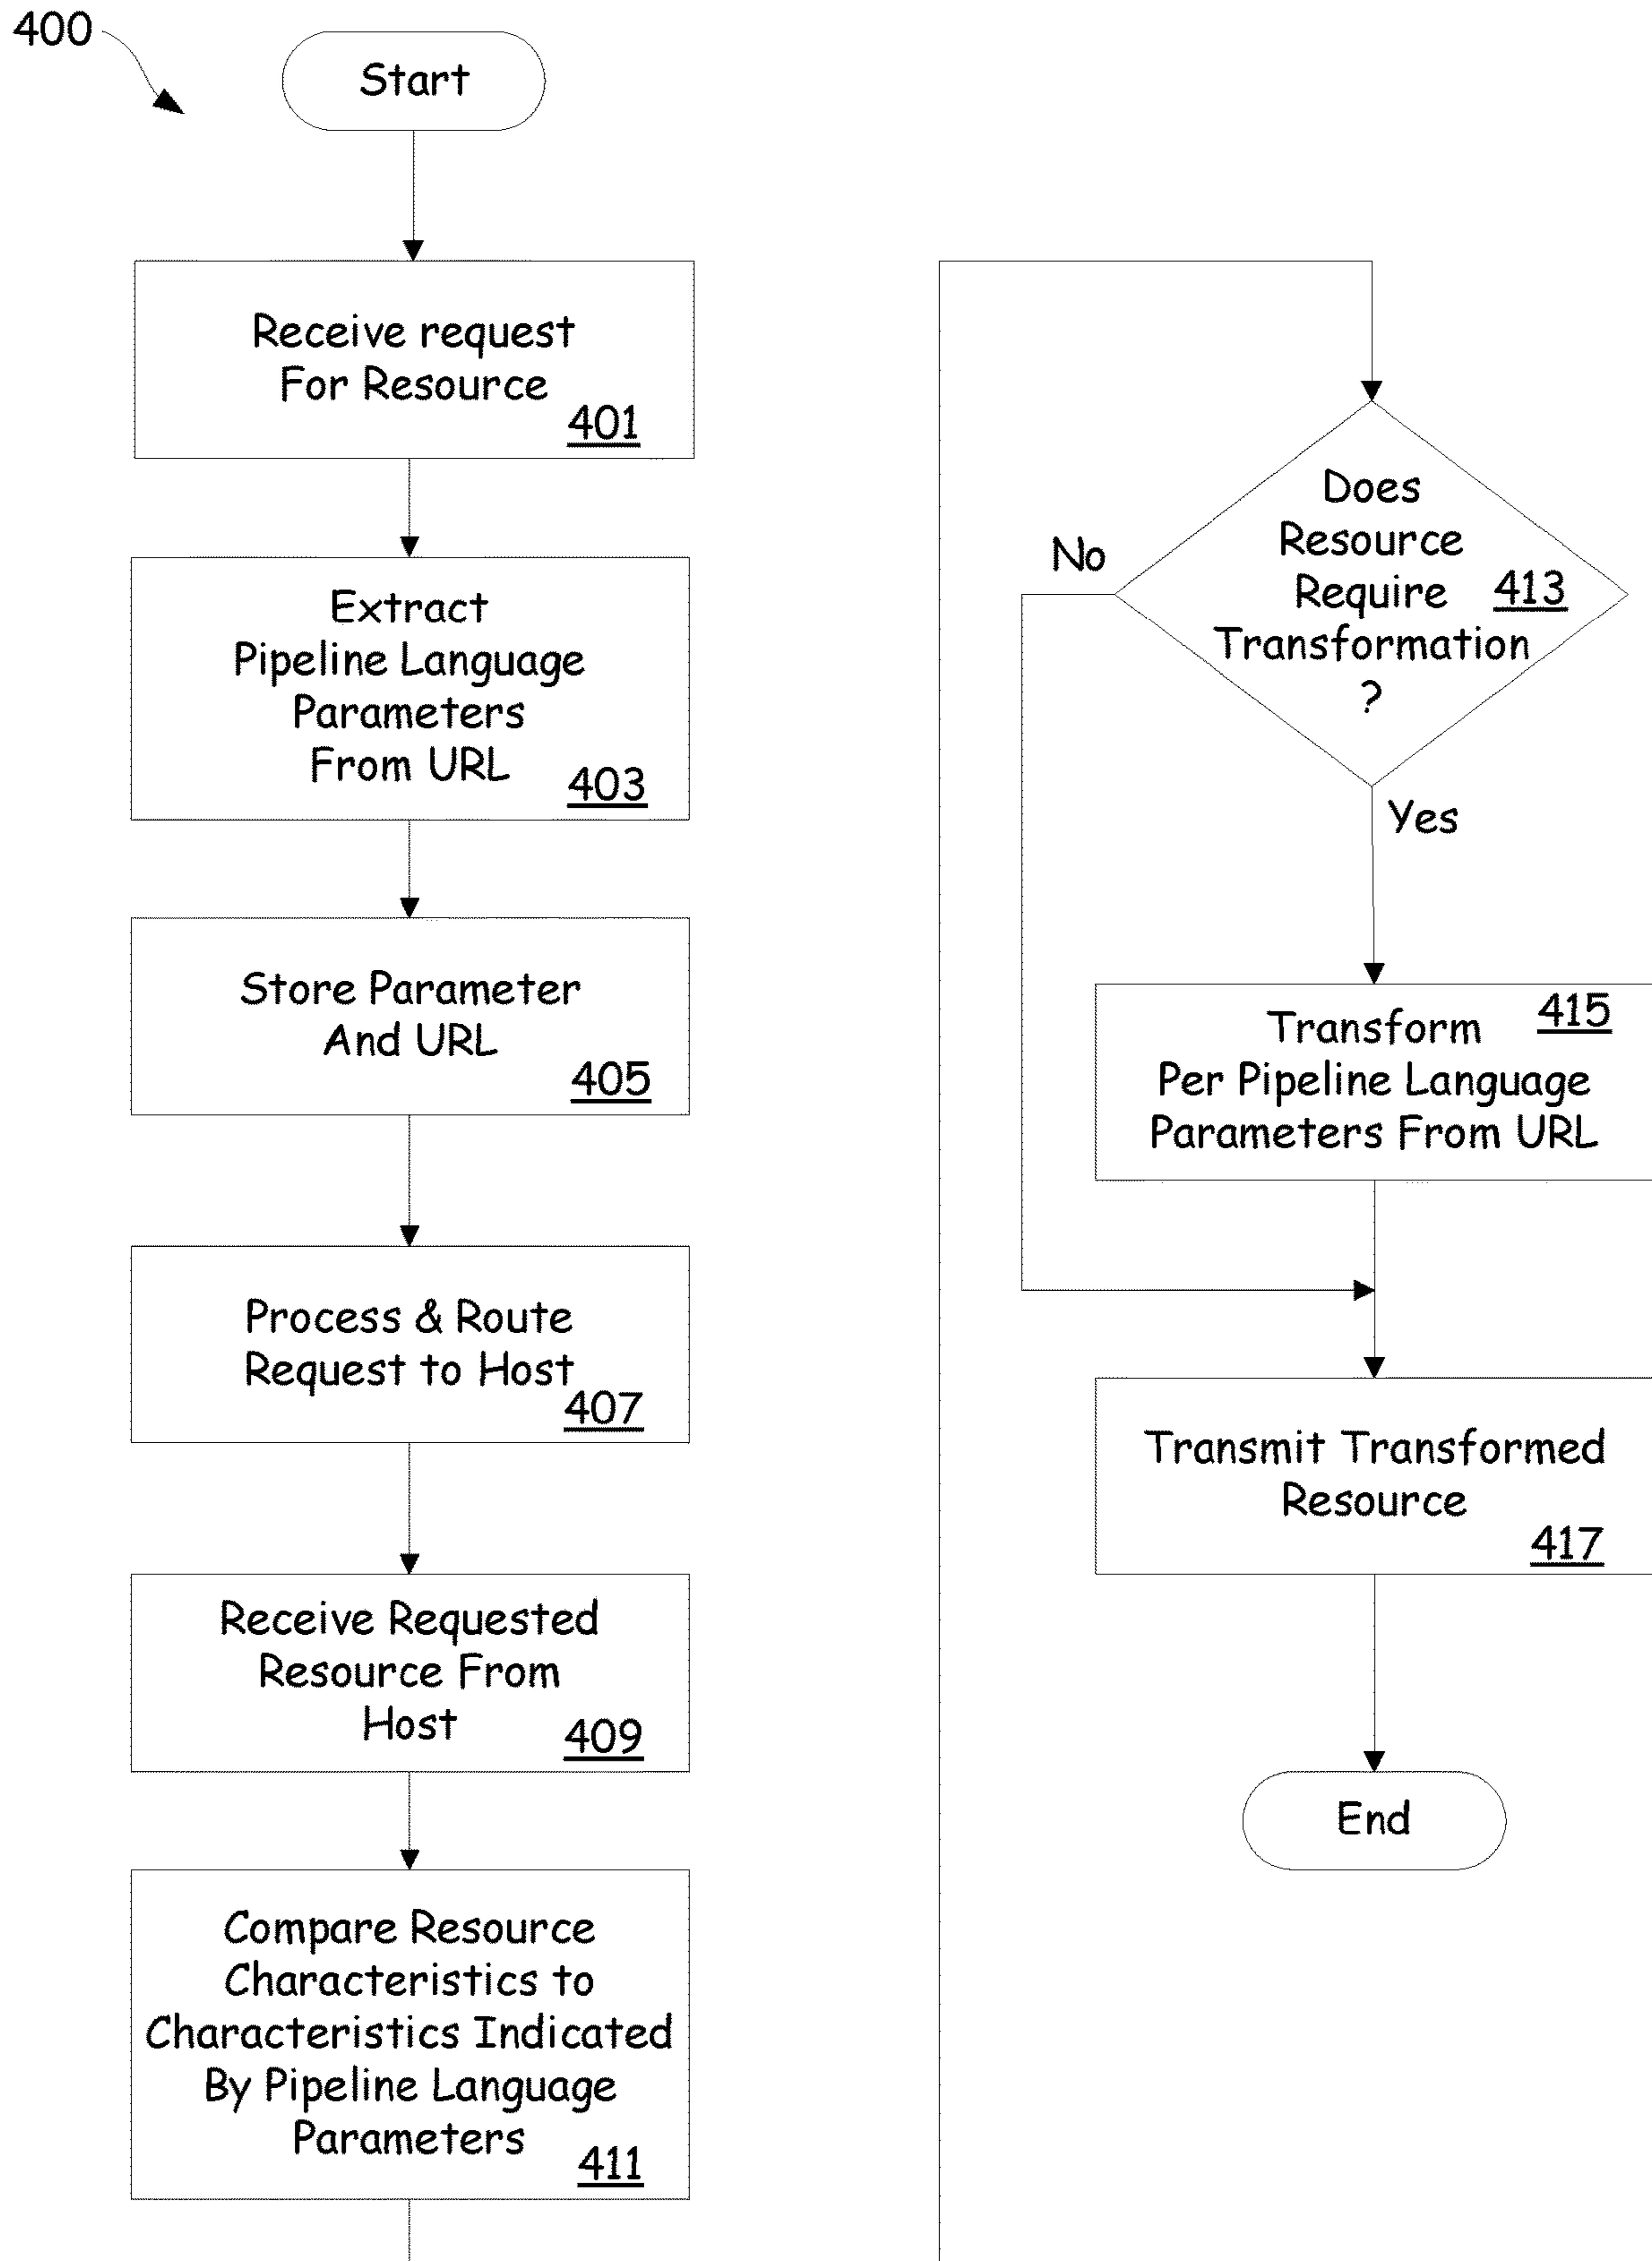 400
Start
Receive request
For Resource
401
Extract
Pipeline Language
Parameters
From URL
403
Store Parameter
And URL
405
Process & Route
Request to Host
407
Receive Requested
Resource From
Host
409
Compare Resource
Characteristics to
Characteristics Indicated
By Pipeline Language
Parameters
411
Does
Resource
Require 413
Transformation
?
No
Yes
415
Transform
Per Pipeline Language
Parameters From URL
Transmit Transformed
Resource
417
End